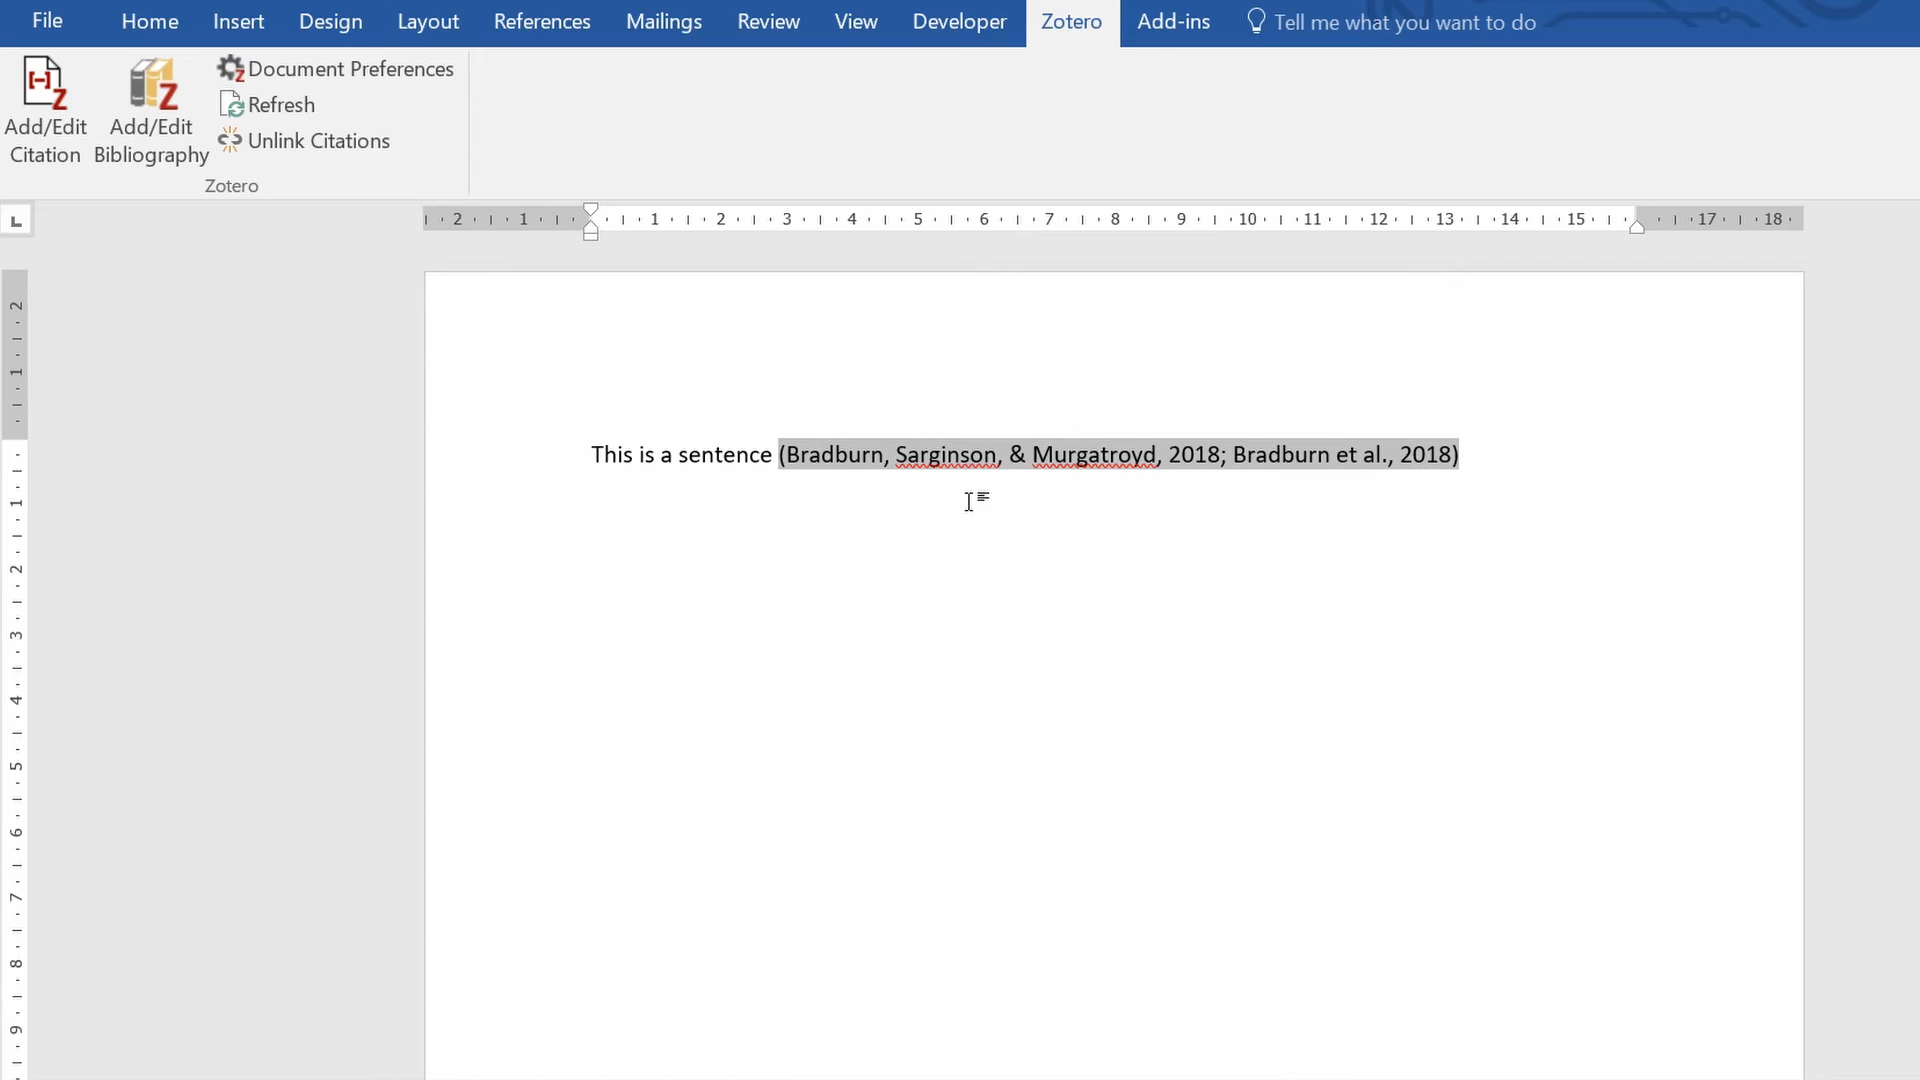 File Home Insert Design Layout References Mailings Review View Developer Zotero Add-ins Tell me what you want to do
Add/Edit Citation
Add/Edit Bibliography
Document Preferences
Refresh
Unlink Citations
Zotero
L
2 1 1 2 3 4 5 6 7 8 9 10 11 12 13 14 15 17 18
2
1
1
2
3
4
5
6
7
8
9
This is a sentence (Bradburn, Sarginson, & Murgatroyd, 2018; Bradburn et al., 2018)